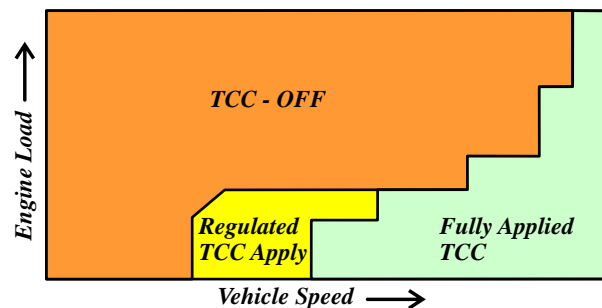 TCC - OFF
Engine Load
Regulated
TCC Apply
Fully Applied
TCC
Vehicle Speed